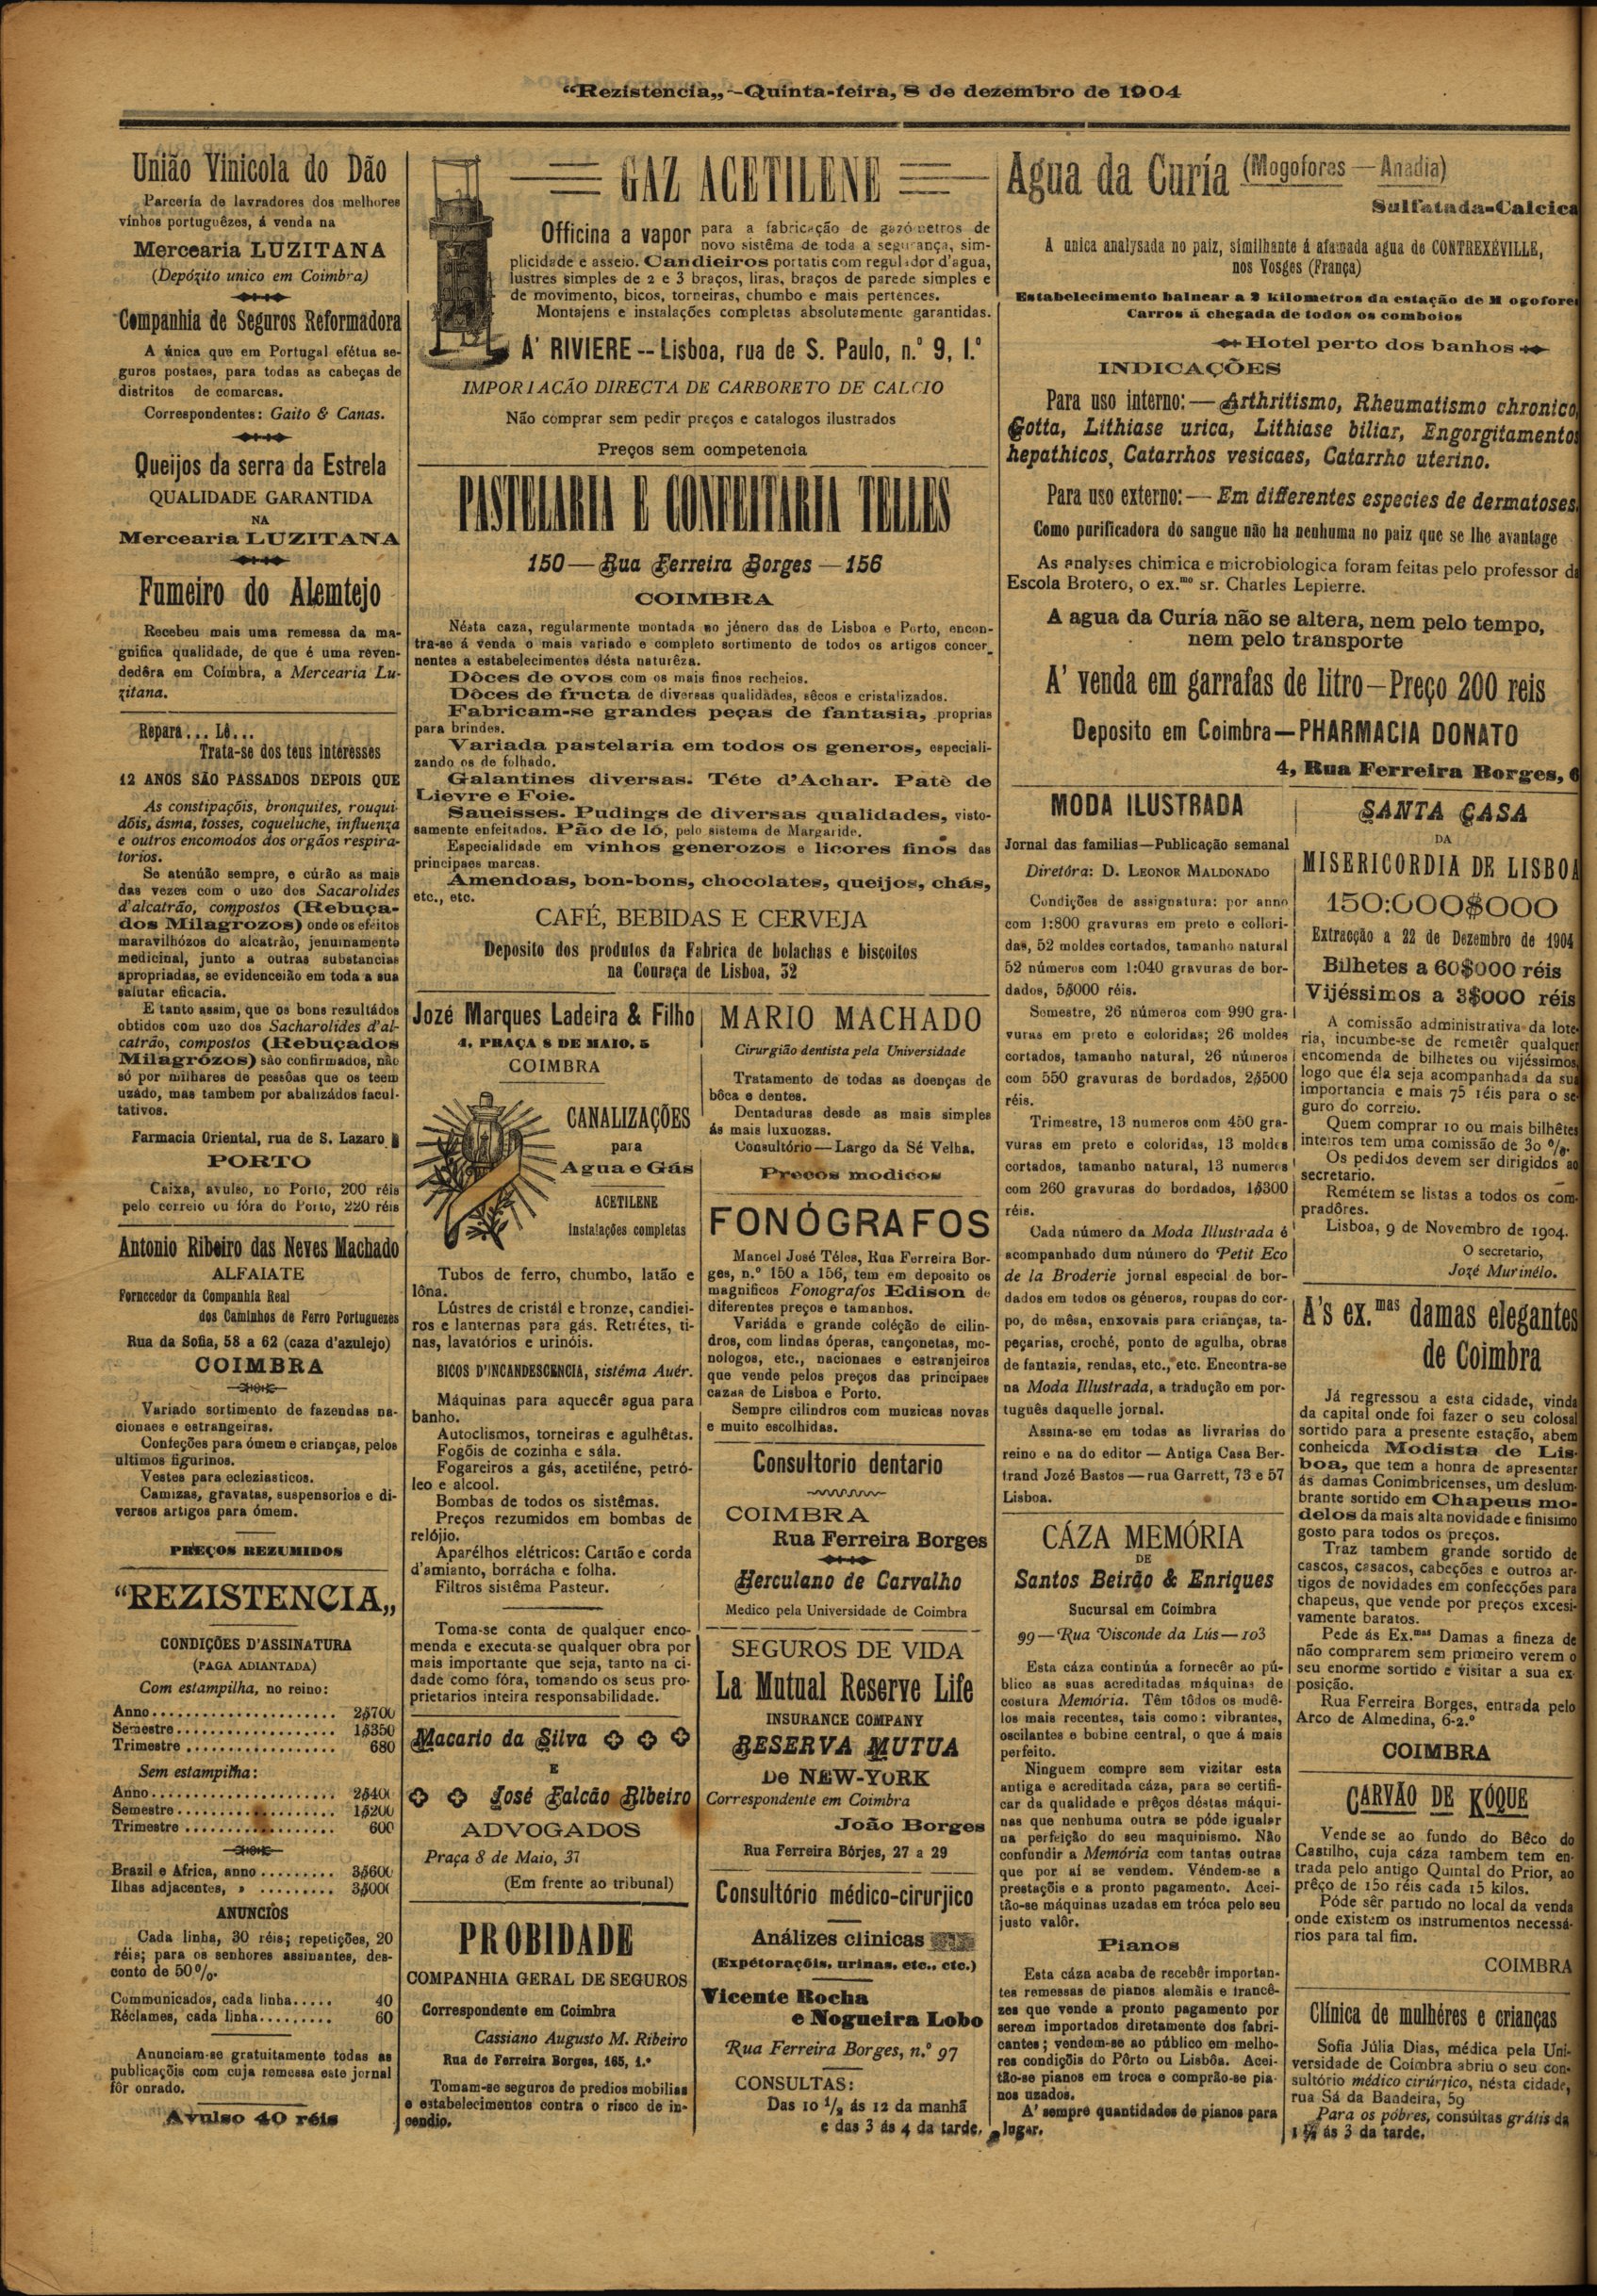 “Rezistencia„ —Quinta-feira, 8 de dezembro de 1904
União Vinicola do Dão
Parcería de lavradores dos melhores
vínhos portuguêzes, á venda na
Mercearia LUZITANA
(Depózito unico em Coimbra)
Companhia de Seguros Reformadora
A única que em Portugal efétua se-
guros postaes, para todas as cabeças de
distritos de comarcas.
Correspondentes: Gaito & Canas.
Queijos da serra da Estrela
QUALIDADE GARANTIDA
NA
Mercearia LUZITANA
Fumeiro do Alemtejo
Recebeu mais uma remessa da ma-
gnifica qualidade, de que é uma reven-
dedêra em Coímbra, a Mercearia Lu-
zitana.
Repara... Lê...
Trata-se dos teus interesses
12 ANOS SÃO PASSADOS DEPOIS QUE
As constipaçõis, bronquites, rouqui-
dõis, ásma, tosses, coqueluche, influenza
e outros encomodos dos orgãos respira-
torios.
Se atenúão sempre, e cúrão as mais
das vezes com o uzo dos Sacarolides
d'alcatrão, compostos (Rebuça-
dos Milagrozos) onde os efeitos
maravilhózos do alcatrão, jenuinamente
medicinal, junto a outras substancias
apropriadas, se evidenceião em toda a sua
salutar eficacia.
E tanto assim, que os bons rezultádos
obtidos com uzo dos Sacharolides d'al-
catrão, compostos (Rebuçados
Milagrózos) são confirmados, não
só por milhares de pessôas que os teem
uzádo, mas tambem por abalizádos facul-
tativos.
Farmacia Oriental, rua de S. Lazaro
PORTO
Caixa, avulso, no Porto, 200 réis
pelo correio ou fóra do Porto, 220 réis
Antonio Ribeiro das Neves Machado
ALFAIATE
Fornecedor da Companhia Real
dos Caminhos de Ferro Portuguezes
Rua da Sofia, 58 a 62 (caza d'azulejo)
COIMBRA
Variado sortimento de fazendas na-
cionaes e estrangeiras.
Confeções para ómem e crianças, pelos
ultimos figurinos.
Vestes para ecleziasticos.
Camizas, gravatas, suspensorios e di-
versos artigos para ómem.
PREÇOS REZUMIDOS
“REZISTENCIA„
CONDIÇÕES D'ASSINATURA
(PAGA ADIANTADA)
Com estampilha, no reino:
Anno...................... 2$700
Semestre................... 1$350
Trimestre.................. 680
Sem estampilha:
Anno...................... 2$400
Semestre................... 1$200
Trimestre.................. 600
Brazil e Africa, anno......... 3$600
Ilhas adjacentes, » ......... 3$000
ANUNCIOS
Cada linha, 30 réis; repetições, 20
réis; para os senhores assinantes, des-
conto de 50%.
Communicados, cada linha..... 40
Réclames, cada linha......... 60
Anunciam-se gratuitamente todas as
publicaçõis com cuja remessa este jornal
fôr onrado.
Avulso 40 réis
GAZ ACETILENE
Officina a vapor para a fabricação de gazómetros de
novo sistêma de toda a segurança, sim-
plicidade e asseio. Candieiros portatis com regulador d'agua,
lustres simples de 2 e 3 braços, liras, braços de parede simples e
de movimento, bicos, torneiras, chumbo e mais pertences.
Montajens e instalações completas absolutamente garantidas.
A' RIVIERE -- Lisboa, rua de S. Paulo, n.º 9, 1.º
IMPORTAÇÃO DIRECTA DE CARBORETO DE CALCIO
Não comprar sem pedir preços e catalogos ilustrados
Preços sem competencia
PASTELARIA E CONFEITARIA TELLES
150—Rua Ferreira Borges—156
COIMBRA
Nésta caza, regularmente montada no jénero das de Lisboa e Porto, encon-
tra-se á venda o mais variado e completo sortimento de todos os artigos concer-
nentes a estabelecimentos désta naturêza.
Dôces de ovos com os mais finos recheios.
Dôces de fructa de diversas qualidades, sêcos e cristalizados.
Fabricam-se grandes peças de fantasia, proprias
para brindes.
Variada pastelaria em todos os generos, especiali-
zando os de folhado.
Galantines diversas. Téte d'Achar. Patè de
Lievre e Foie.
Saucisses. Pudings de diversas qualidades, visto-
samente enfeitados. Pão de ló, pelo sistema de Margaride.
Especialidade em vinhos generozos e licores finos das
principaes marcas.
Amendoas, bon-bons, chocolates, queijos, chás,
etc., etc.
CAFÉ, BEBIDAS E CERVEJA
Deposito dos produtos da Fabrica de bolachas e biscoitos
na Couraça de Lisboa, 32
Jozé Marques Ladeira & Filho
4, PRAÇA 8 DE MAIO, 5
COIMBRA
CANALIZAÇÕES
para
Agua e Gás
ACETILENE
Instalações completas
Tubos de ferro, chumbo, latão e
lôna.
Lústres de cristál e bronze, candiei-
ros e lanternas para gás. Retrétes, ti-
nas, lavatórios e urinóis.
BICOS D'INCANDESCENCIA, sistéma Auér.
Máquinas para aquecêr agua para
banho.
Autoclismos, torneiras e agulhêtas.
Fogõis de cozinha e sála.
Fogareiros a gás, acetiléne, petró-
leo e alcool.
Bombas de todos os sistêmas.
Preços rezumidos em bombas de
relójio.
Aparélhos elétricos: Cartão e corda
d'amianto, borrácha e folha.
Filtros sistêma Pasteur.
Toma-se conta de qualquer enco-
menda e executa-se qualquer obra por
mais importante que seja, tanto na ci-
dade como fóra, tomando os seus pro-
prietarios inteira responsabilidade.
Macario da Silva
E
José Falcão Ribeiro
ADVOGADOS
Praça 8 de Maio, 37
(Em frente ao tribunal)
PROBIDADE
COMPANHIA GERAL DE SEGUROS
Correspondente em Coimbra
Cassiano Augusto M. Ribeiro
Rua de Ferreira Borges, 165, 1.º
Tomam-se seguros de predios mobilias
e estabelecimentos contra o risco de in-
cendio.
MARIO MACHADO
Cirurgião dentista pela Universidade
Tratamento de todas as doenças de
bôca e dentes.
Dentaduras desde as mais simples
ás mais luxuozas.
Consultório—Largo da Sé Velha.
Preços modicos
FONÓGRAFOS
Manoel José Téles, Rua Ferreira Bor-
ges, n.º 150 a 156, tem em deposito os
magnificos Fonografos Edison de
diferentes preços e tamanhos.
Variáda e grande coléção de cilin-
dros, com lindas óperas, cançonetas, mo-
nologos, etc., nacionaes e estranjeiros
que vende pelos preços das principaes
cazas de Lisboa e Porto.
Sempre cilindros com muzicas novas
e muito escolhidas.
Consultorio dentario
COIMBRA
Rua Ferreira Borges
Herculano de Carvalho
Medico pela Universidade de Coimbra
SEGUROS DE VIDA
La Mutual Reserve Life
INSURANCE COMPANY
RESERVA MUTUA
De NEW-YORK
Correspondente em Coimbra
João Borges
Rua Ferreira Bórjes, 27 a 29
Consultório médico-cirurjico
Análizes clinicas
(Expétoraçõis, urinas, etc., etc.)
Vicente Rocha
e Nogueira Lobo
Rua Ferreira Borges, n.º 97
CONSULTAS:
Das 10 1/2 ás 12 da manhã
e das 3 ás 4 da tarde.
Agua da Curía (Mogofores—Anadia)
Sulfatada-Calcica
A unica analysada no paiz, similhante á afamada agua de CONTREXÉVILLE,
nos Vosges (França)
Estabelecimento balnear a 2 kilometros da estação de Mogofores
Carros á chegada de todos os comboios
Hotel perto dos banhos
INDICAÇÕES
Para uso interno:—Arthritismo, Rheumatismo chronico,
Gotta, Lithiase urica, Lithiase biliar, Engorgitamentos
hepathicos, Catarrhos vesicaes, Catarrho uterino.
Para uso externo:—Em differentes especies de dermatoses.
Como purificadora do sangue não ha nenhuma no paiz que se lhe avantage
As analyses chimica e microbiologica foram feitas pelo professor da
Escola Brotero, o ex.mo sr. Charles Lepierre.
A agua da Curía não se altera, nem pelo tempo,
nem pelo transporte
A' venda em garrafas de litro—Preço 200 reis
Deposito em Coimbra—PHARMACIA DONATO
4, Rua Ferreira Borges, 6
MODA ILUSTRADA
Jornal das familias—Publicação semanal
Diretóra: D. LEONOR MALDONADO
Condições de assignatura: por anno
com 1:800 gravuras em preto e collori-
das, 52 moldes cortados, tamanho natural
52 números com 1:040 gravuras de bor-
dados, 5$000 réis.
Semestre, 26 números com 990 gra-
vuras em preto e coloridas; 26 moldes
cortados, tamanho natural, 26 números
com 550 gravuras de bordados, 2$500
réis.
Trimestre, 13 numeros com 450 gra-
vuras em preto e coloridas, 13 moldes
cortados, tamanho natural, 13 numeros
com 260 gravuras do bordados, 1$300
réis.
Cada número da Moda Illustrada é
acompanhado dum número do Petit Eco
de la Broderie jornal especial de bor-
dados em todos os géneros, roupas do cor-
po, de mêsa, enxovais para crianças, ta-
peçarias, croché, ponto de agulha, obras
de fantazia, rendas, etc., etc. Encontra-se
na Moda Illustrada, a tradução em por-
tuguês daquelle jornal.
Assina-se em todas as livrarias do
reino e na do editor—Antiga Casa Ber-
trand Jozé Bastos—rua Garrett, 73 e 57
Lisboa.
CÁZA MEMÓRIA
DE
Santos Beirão & Enriques
Sucursal em Coimbra
99—Rua Visconde da Lús—103
Esta cáza continúa a fornecêr ao pú-
blico as suas acreditadas máquinas de
costura Memória. Têm tôdos os modê-
los mais recentes, tais como: vibrantes,
oscilantes e bobine central, o que á mais
perfeito.
Ninguem compre sem vizitar esta
antiga e acreditada cáza, para se certifi-
car da qualidade e prêços déstas máqui-
nas que nenhuma outra se póde igualar
na perfeição do seu maquinismo. Não
confundir a Memória com tantas outras
que por aí se vendem. Véndem-se a
prestaçõis e a pronto pagamento. Acei-
tão-se máquinas uzadas em tróca pelo seu
justo valôr.
Pianos
Esta cáza acaba de recebêr importan-
tes remessas de pianos alemãis e francê-
zes que vende a pronto pagamento por
serem importados diretamente dos fabri-
cantes; vendem-se ao público em melho-
res condiçõis do Pôrto ou Lisbôa. Acei-
tão-se pianos em troca e comprão-se pia-
nos uzados.
A' sempre quantidades de pianos para
lugar.
SANTA CASA
DA
MISERICORDIA DE LISBOA
150:000$000
Extracção a 22 de Dezembro de 1904
Bilhetes a 60$000 réis
Vijéssimos a 3$000 réis
A comissão administrativa da lote-
ria, incumbe-se de remetêr qualquer
encomenda de bilhetes ou vijéssimos,
logo que éla seja acompanhada da sua
importancia e mais 75 réis para o se-
guro do correio.
Quem comprar 10 ou mais bilhêtes
inteiros tem uma comissão de 30 %.
Os pedidos devem ser dirigidos ao
secretario.
Remétem se listas a todos os com-
pradôres.
Lisboa, 9 de Novembro de 1904.
O secretario,
José Murinélo.
A's ex.mas damas elegantes
de Coimbra
Já regressou a esta cidade, vinda
da capital onde foi fazer o seu colosal
sortido para a presente estação, abem
conheicda Modista de Lis-
boa, que tem a honra de apresentar
ás damas Conimbricenses, um deslum-
brante sortido em Chapeus mo-
delos da mais alta novidade e finisimo
gosto para todos os preços.
Traz tambem grande sortido de
cascos, casacos, cabeções e outros ar-
tigos de novidades em confecções para
chapeus, que vende por preços excesi-
vamente baratos.
Pede ás Ex.mas Damas a fineza de
não comprarem sem primeiro verem o
seu enorme sortido e visitar a sua ex-
posição.
Rua Ferreira Borges, entrada pelo
Arco de Almedina, 6-2.º
COIMBRA
CARVÃO DE KÓQUE
Vende se ao fundo do Bêco do
Castilho, cuja cáza tambem tem en-
trada pelo antigo Quintal do Prior, ao
prêço de 150 réis cada 15 kilos.
Póde sêr partido no local da venda
onde existem os instrumentos necessá-
rios para tal fim.
COIMBRA
Clínica de mulhéres e crianças
Sofia Júlia Dias, médica pela Uni-
versidade de Coimbra abriu o seu con-
sultório médico cirúrjico, nésta cidade,
rua Sá da Bandeira, 59
Para os póbres, consúltas grátis da
1 ½ ás 3 da tarde.